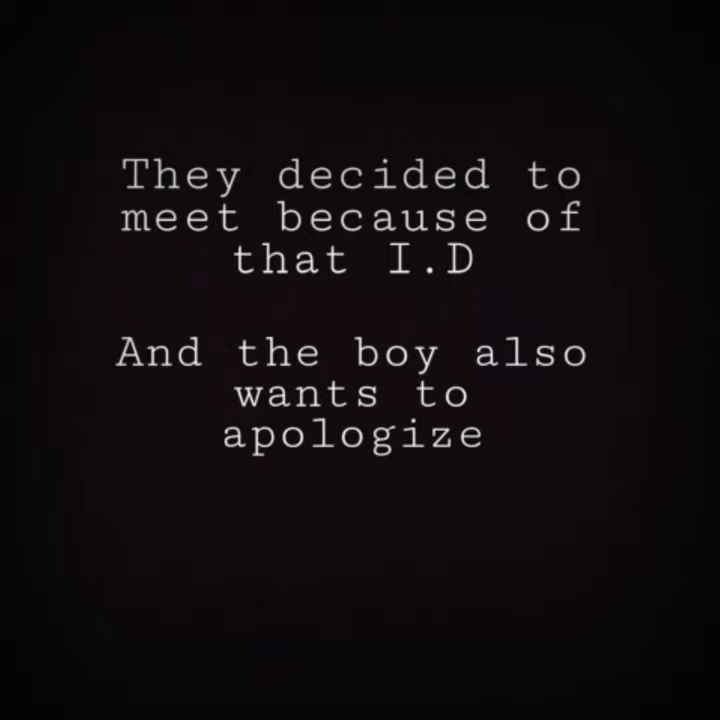 They decided to
meet because of
that I.D
And the boy also
wants to
apologize